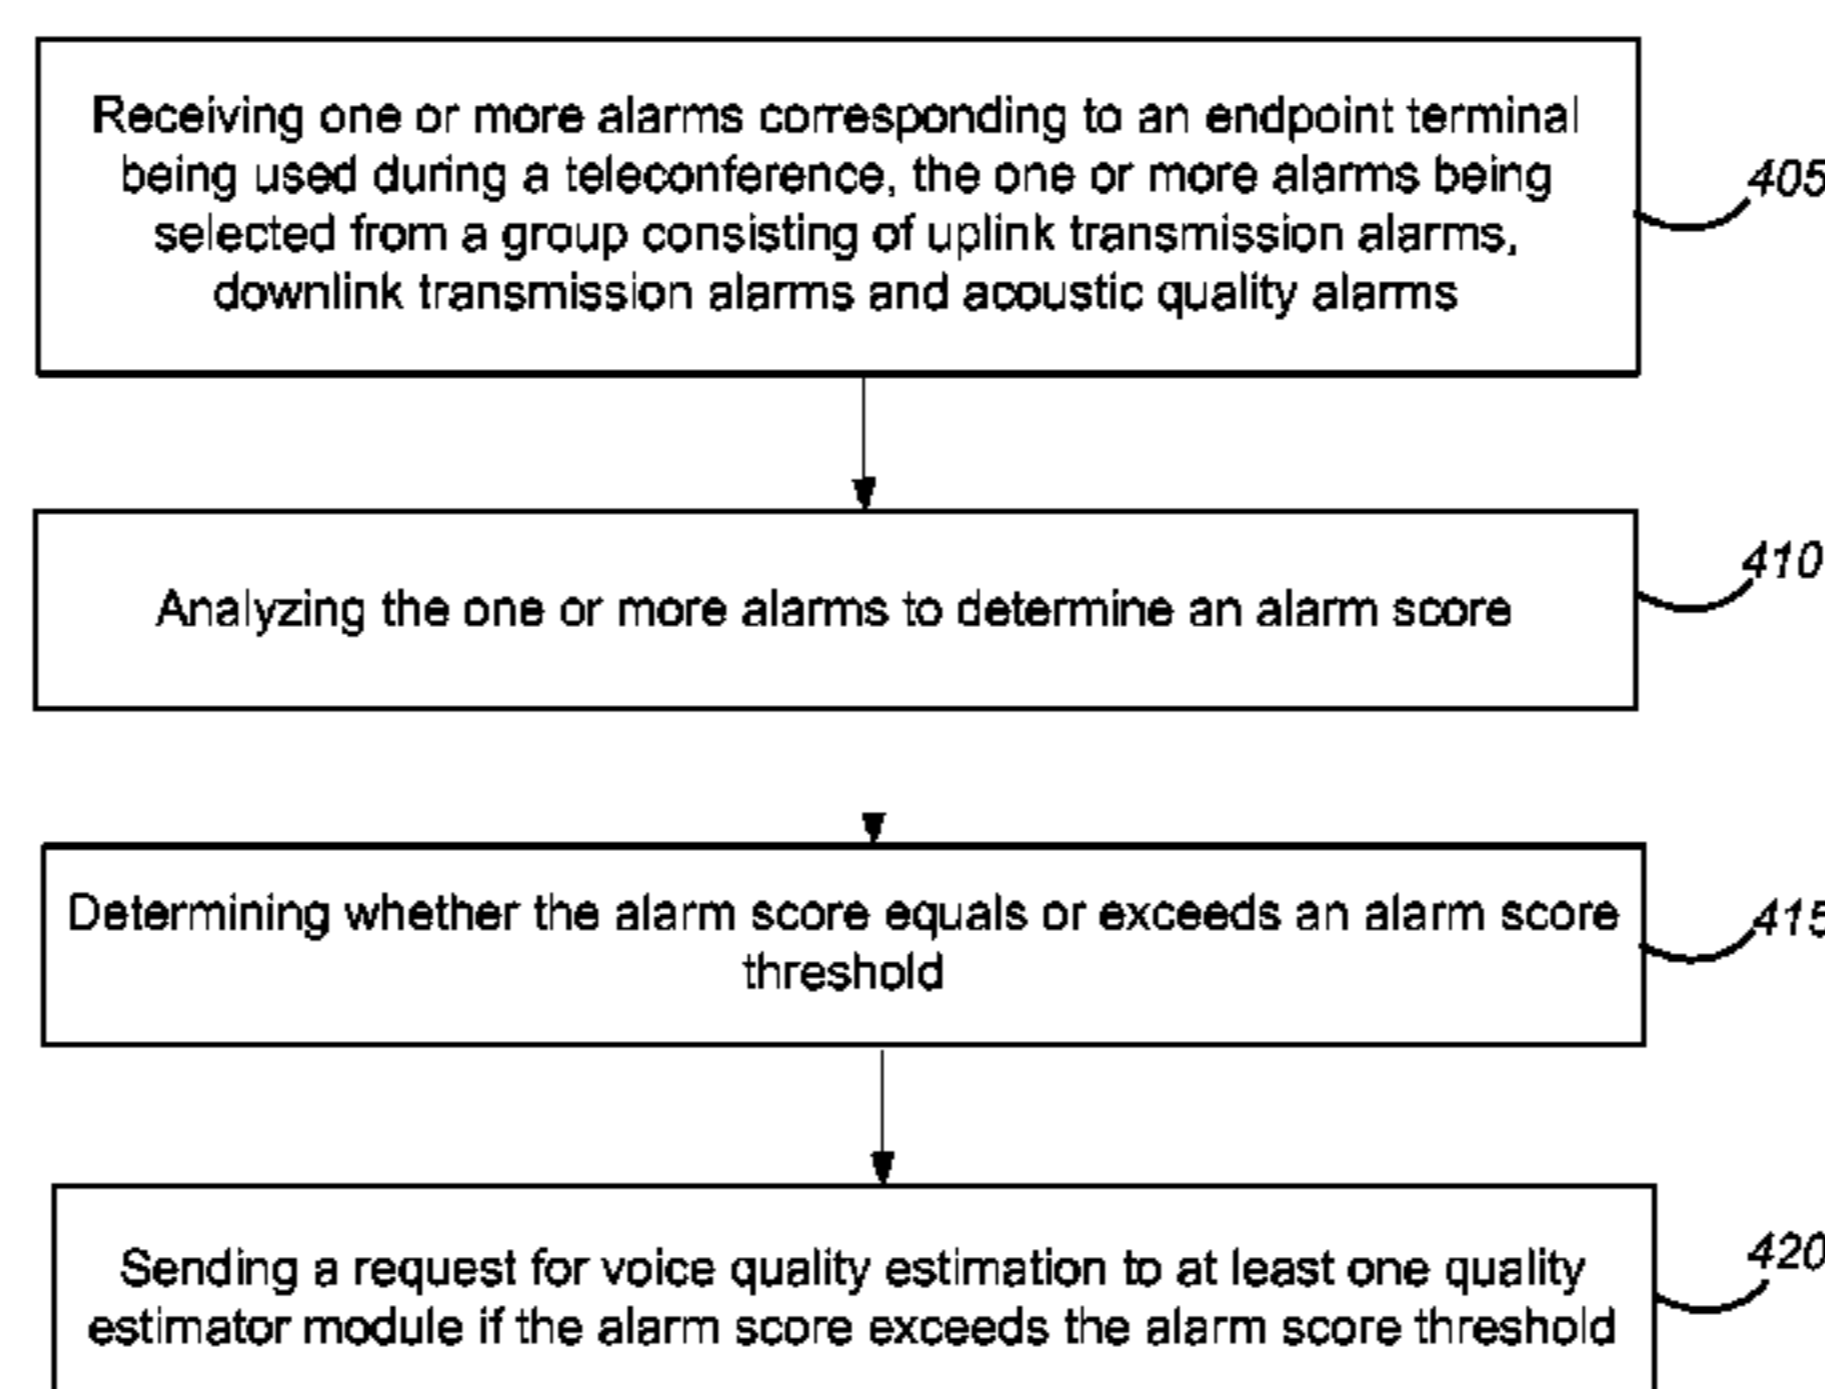 Receiving one or more alarms corresponding to an endpoint terminal
being used during a teleconference, the one or more alarms being
selected from a group consisting of uplink transmission alarms,
downlink transmission alarms and acoustic quality alarms
405
Analyzing the one or more alarms to determine an alarm score
410
Determining whether the alarm score equals or exceeds an alarm score
threshold
415
Sending a request for voice quality estimation to at least one quality
estimator module if the alarm score exceeds the alarm score threshold
420